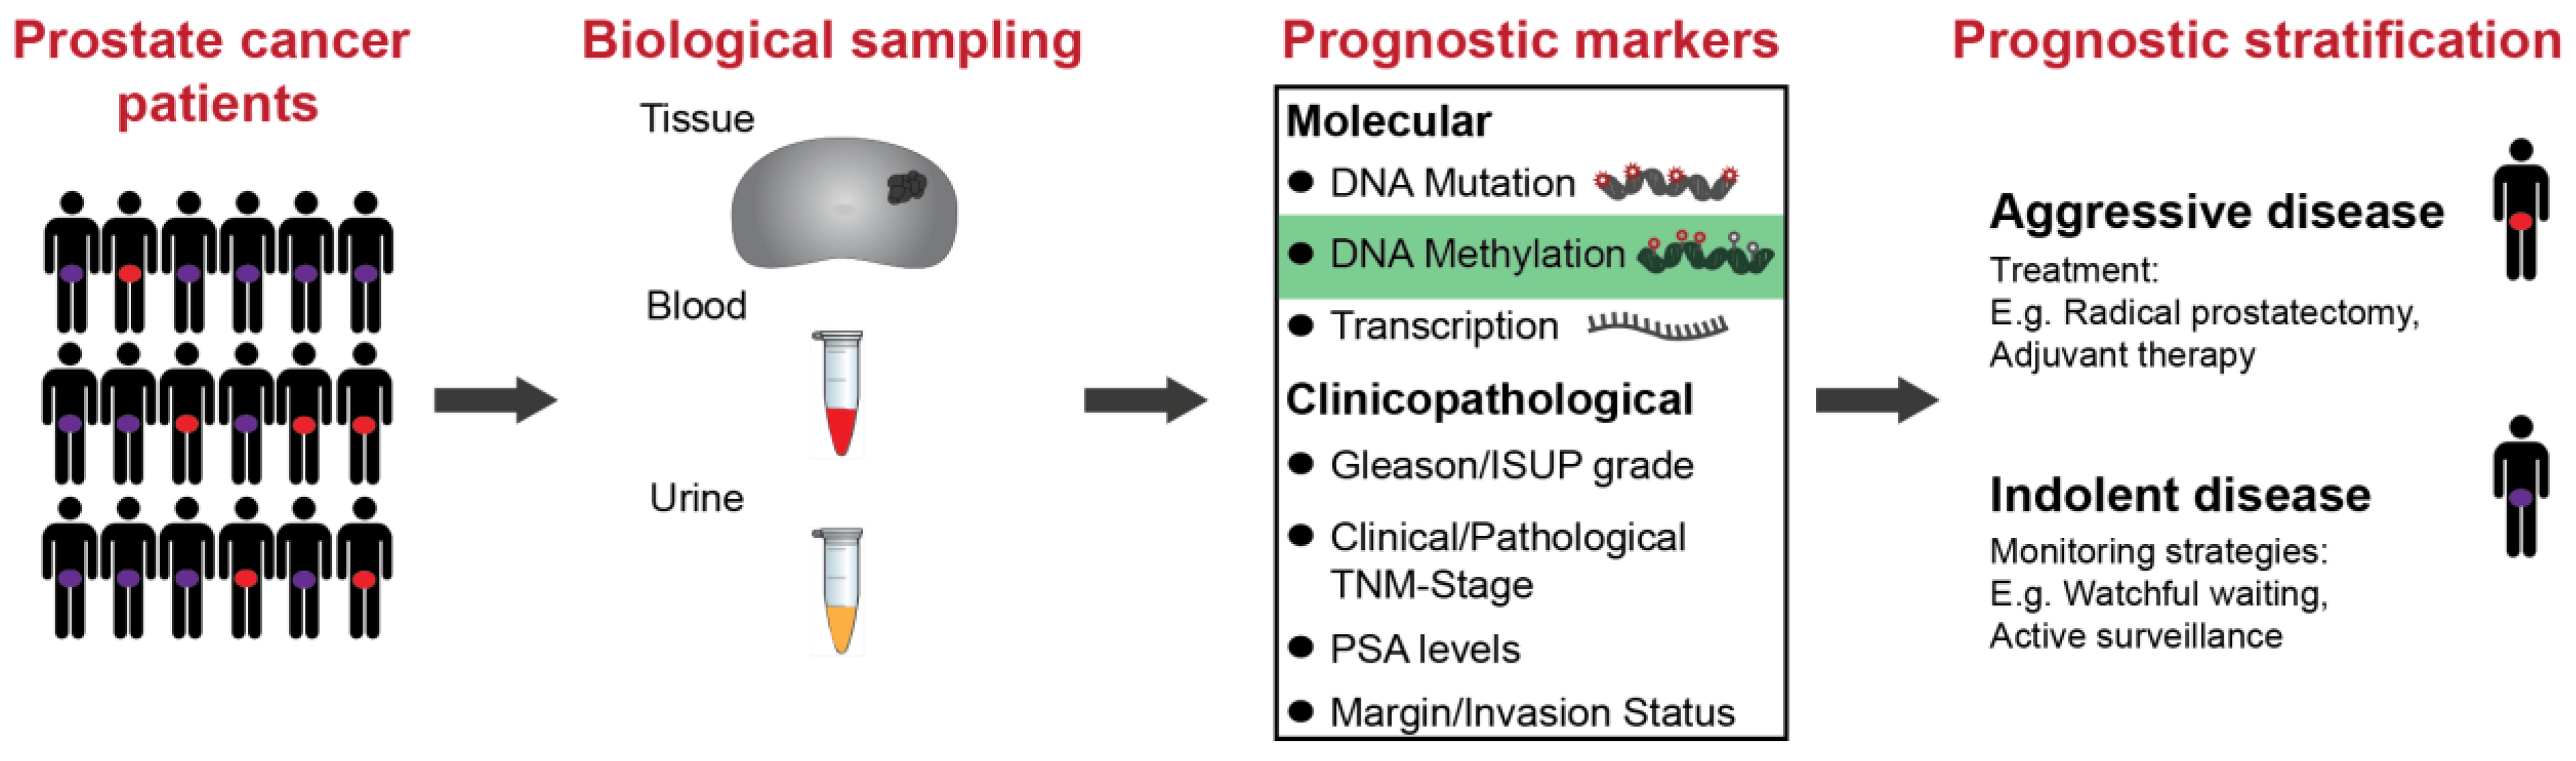 Prostate cancer
patients
Biological sampling
Tissue
Blood
Urine
Prognostic markers
Molecular
● DNA Mutation
● DNA Methylation
● Transcription
Clinicopathological
● Gleason/ISUP grade
● Clinical/Pathological
TNM-Stage
● PSA levels
● Margin/Invasion Status
Prognostic stratification
Aggressive disease
Treatment:
E.g. Radical prostatectomy,
Adjuvant therapy
Indolent disease
Monitoring strategies:
E.g. Watchful waiting,
Active surveillance